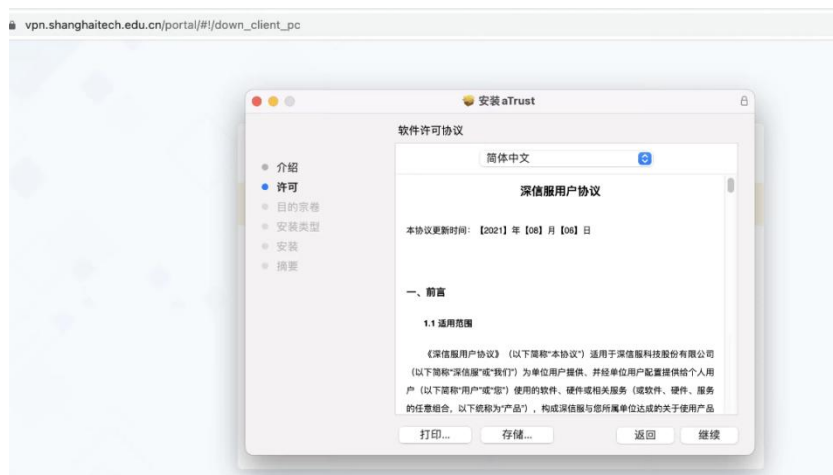 vpn.shanghaitech.edu.cn/portal/#!/down_client_pc
安装 aTrust
软件许可协议
介绍
许可
目的宗卷
安装类型
安装
摘要
简体中文
深信服用户协议
本协议更新时间：【2021】年【08】月【06】日
一、前言
1.1 适用范围
《深信服用户协议》（以下简称“本协议”）适用于深信服科技股份有限公司
（以下简称“深信服”或“我们”）为单位用户提供、并经单位用户配置提供给个人用
户（以下简称“用户”或“您”）使用的软件、硬件或相关服务（或软件、硬件、服务
的任意组合，以下统称为“产品”），构成深信服与您所属单位达成的关于使用产品
打印...
存储...
返回
继续